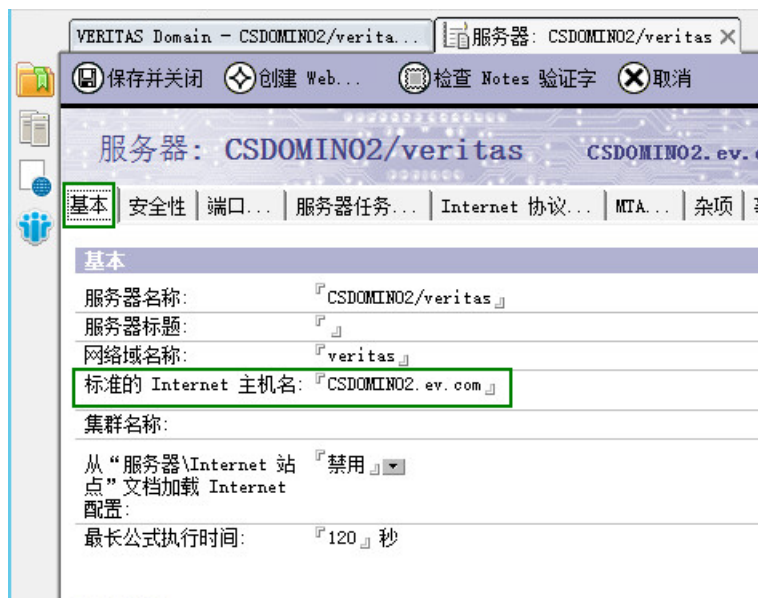 VERITAS Domain - CSDOMINO2/verita... 服务器: CSDOMINO2/veritas
保存并关闭 创建 Web... 检查 Notes 验证字 取消
服务器: CSDOMINO2/veritas CSDOMINO2.ev.
基本 安全性 端口... 服务器任务... Internet 协议... MTA... 杂项
基本
服务器名称: 『CSDOMINO2/veritas』
服务器标题: 『』
网络域名称: 『veritas』
标准的 Internet 主机名: 『CSDOMINO2.ev.com』
集群名称:
从“服务器\Internet 站 『禁用』
点”文档加载 Internet
配置:
最长公式执行时间: 『120』 秒